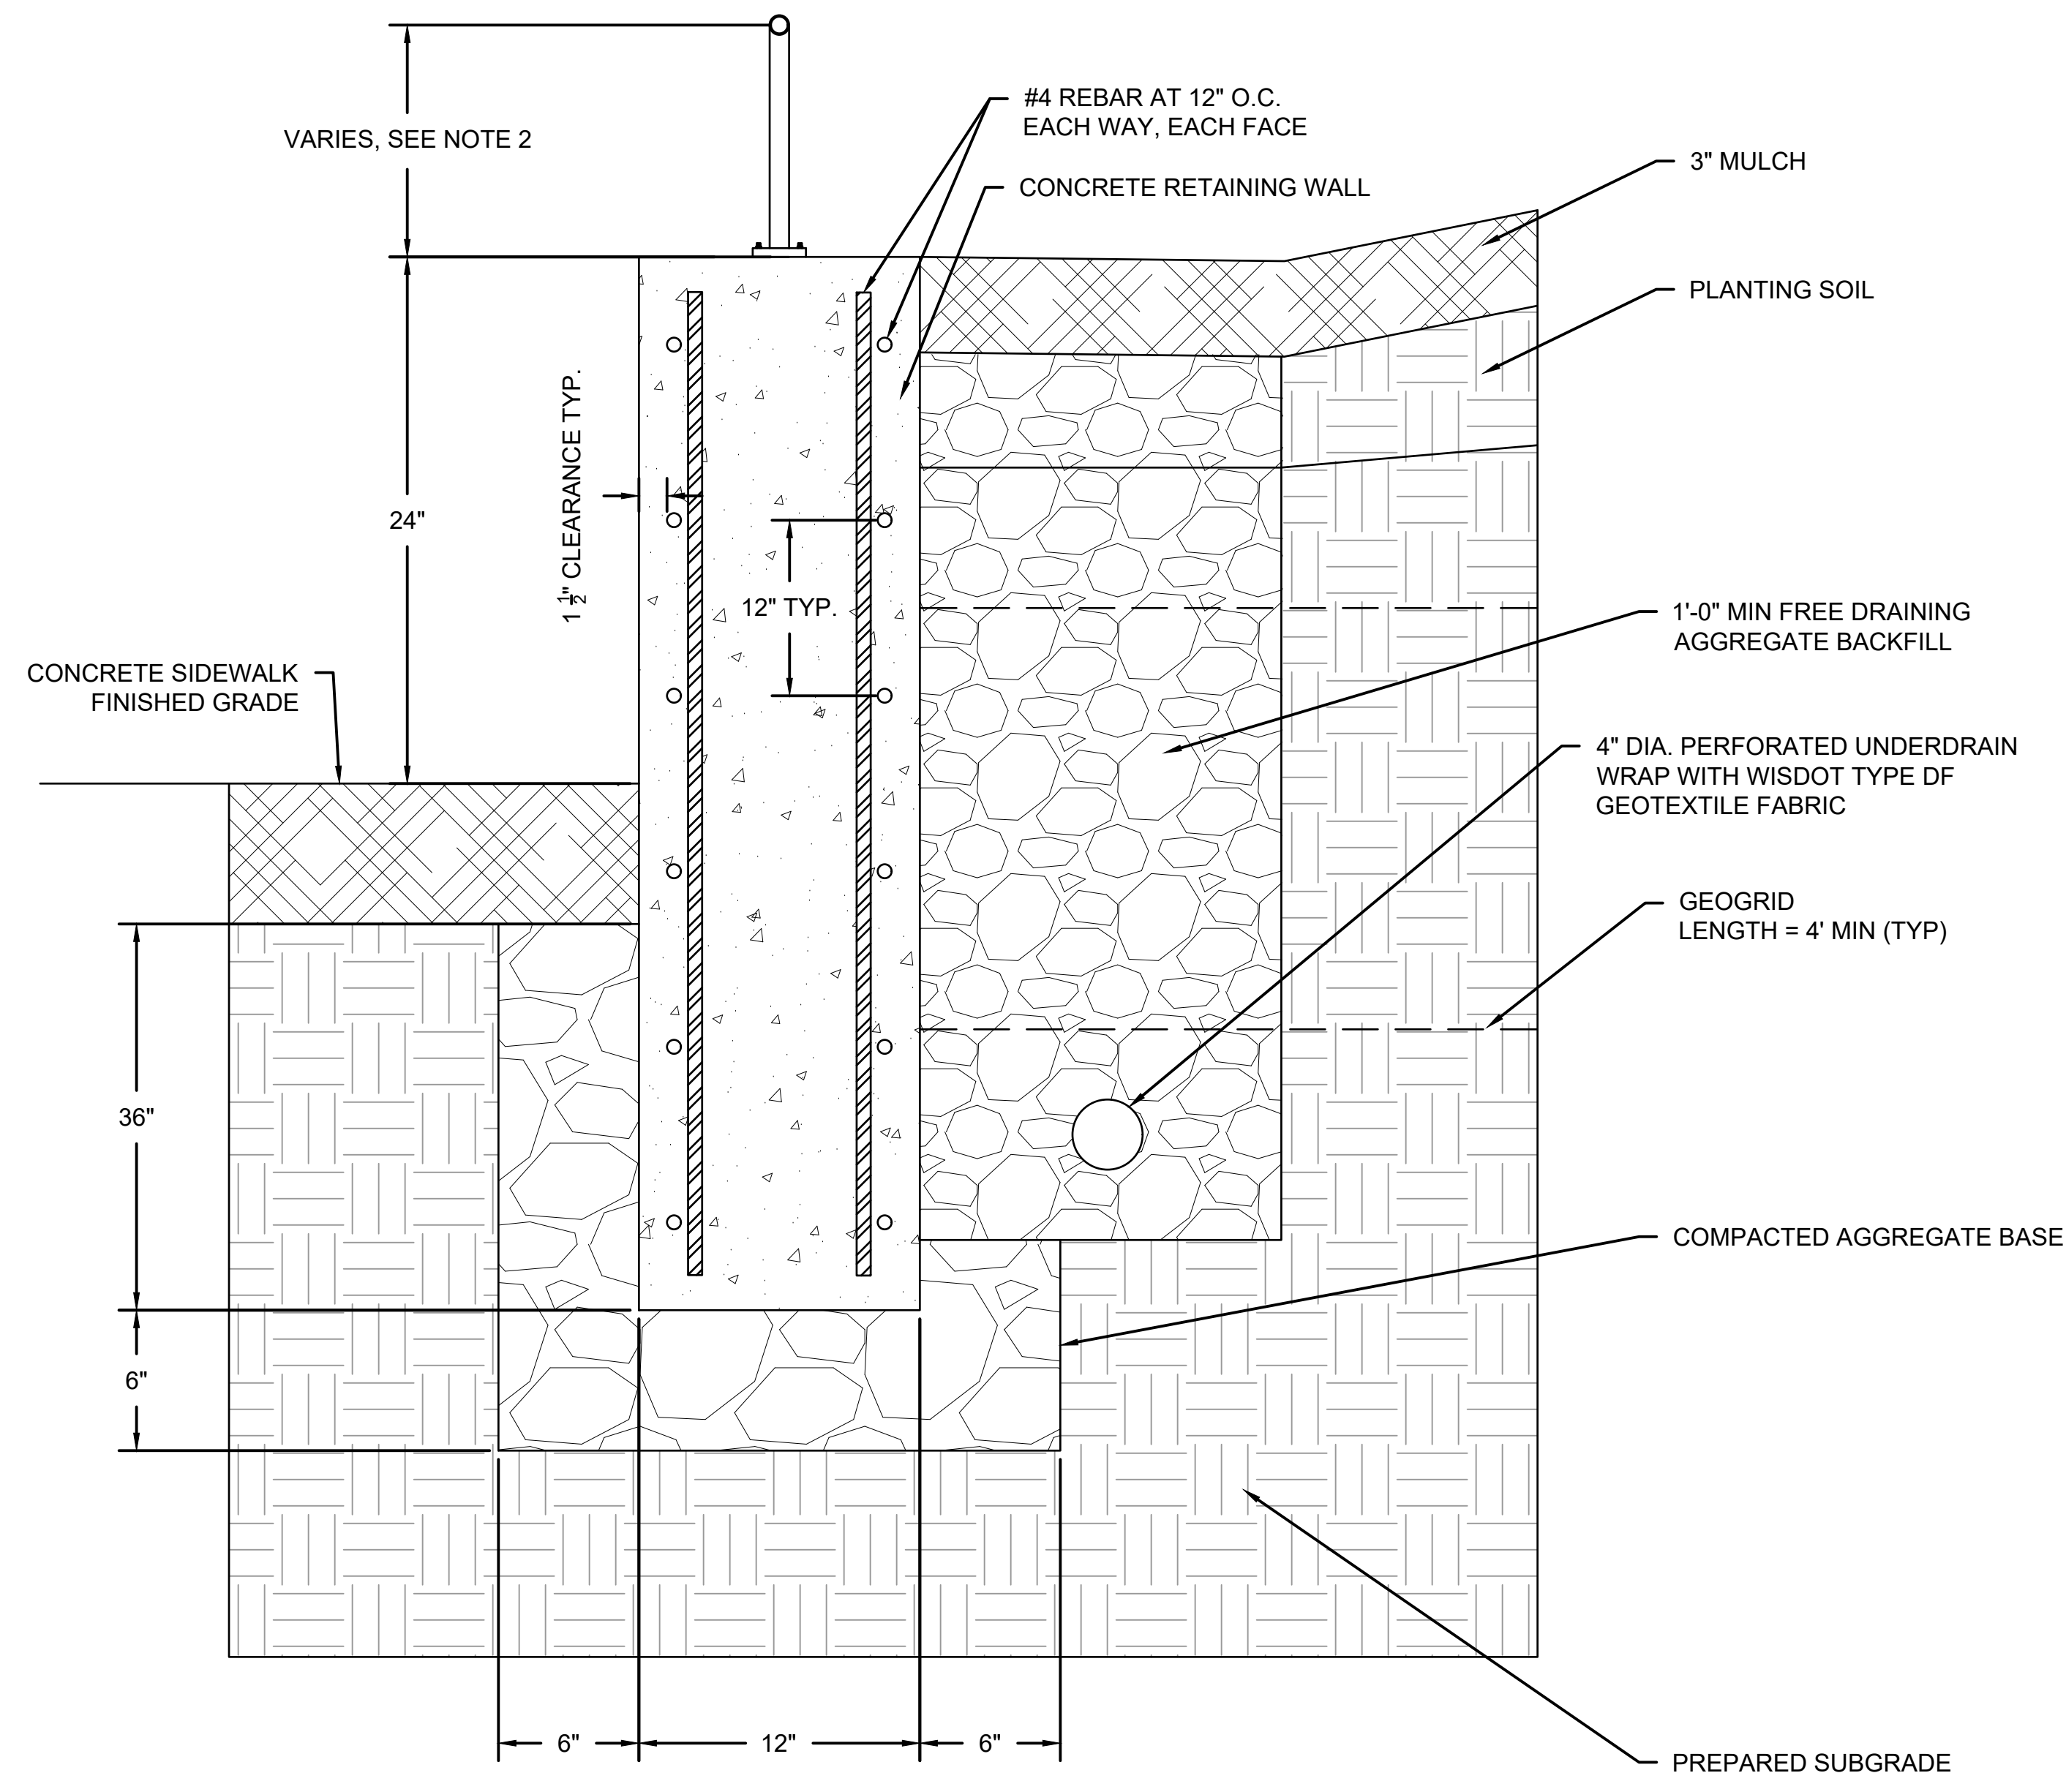 VARIES, SEE NOTE 2
#4 REBAR AT 12" O.C.
EACH WAY, EACH FACE
CONCRETE RETAINING WALL
3" MULCH
PLANTING SOIL
1 1/2" CLEARANCE TYP.
24"
12" TYP.
1'-0" MIN FREE DRAINING
AGGREGATE BACKFILL
CONCRETE SIDEWALK
FINISHED GRADE
4" DIA. PERFORATED UNDERDRAIN
WRAP WITH WISDOT TYPE DF
GEOTEXTILE FABRIC
GEOGRID
LENGTH = 4' MIN (TYP)
36"
COMPACTED AGGREGATE BASE
6"
6"
12"
6"
PREPARED SUBGRADE